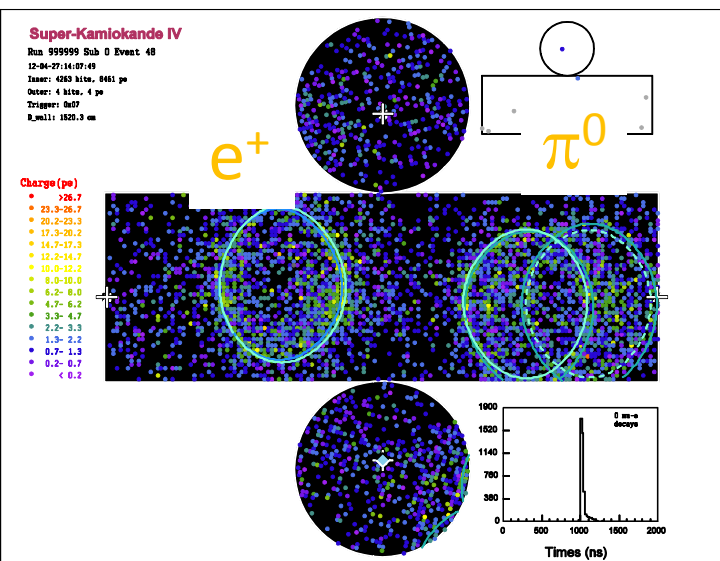 Super-Kamiokande IV
Run 999999 Sub 0 Event 48
12-04-27:14:07:49
Inner: 4263 hits, 8461 pe
Outer: 4 hits, 4 pe
Trigger: 0x07
D_wall: 1520.3 cm
e+
π0
Charge(pe)
>26.7
23.3-26.7
20.2-23.3
17.3-20.2
14.7-17.3
12.2-14.7
10.0-12.2
8.0-10.0
6.2- 8.0
4.7- 6.2
3.3- 4.7
2.2- 3.3
1.3- 2.2
0.7- 1.3
0.2- 0.7
< 0.2
0 mu-e
decays
1900
1520
1140
760
380
0
0 500 1000 1500 2000
Times (ns)